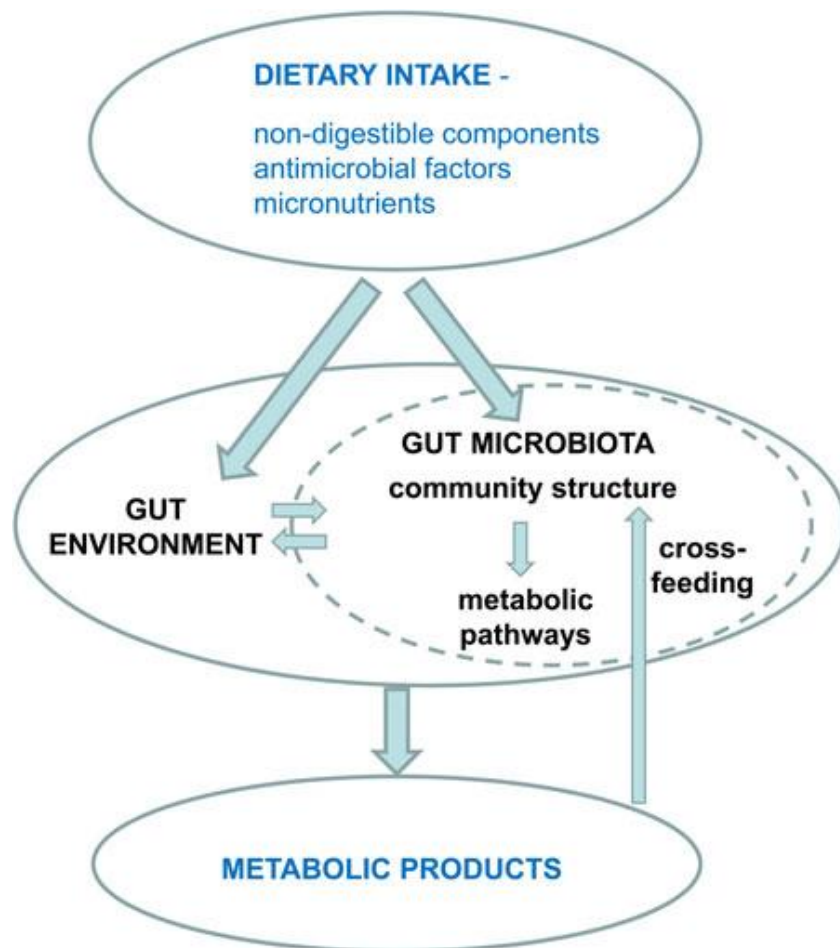 DIETARY INTAKE -
non-digestible components
antimicrobial factors
micronutrients
GUT MICROBIOTA
community structure
GUT
ENVIRONMENT
cross-
feeding
metabolic
pathways
METABOLIC PRODUCTS